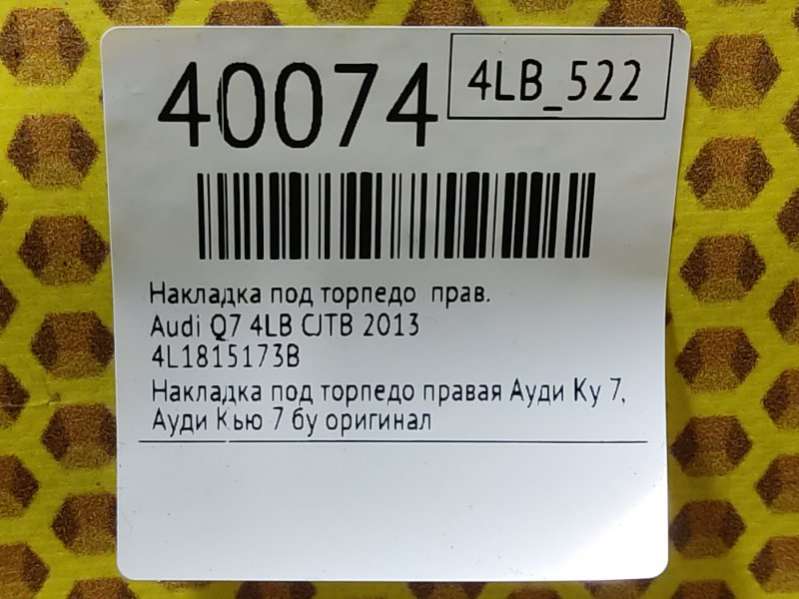 40074
4LB_522
Накладка под торпедо прав.
Audi Q7 4LB CJTB 2013
4L1815173B
Накладка под торпедо правая Ауди Ку 7,
Ауди Кью 7 бу оригинал